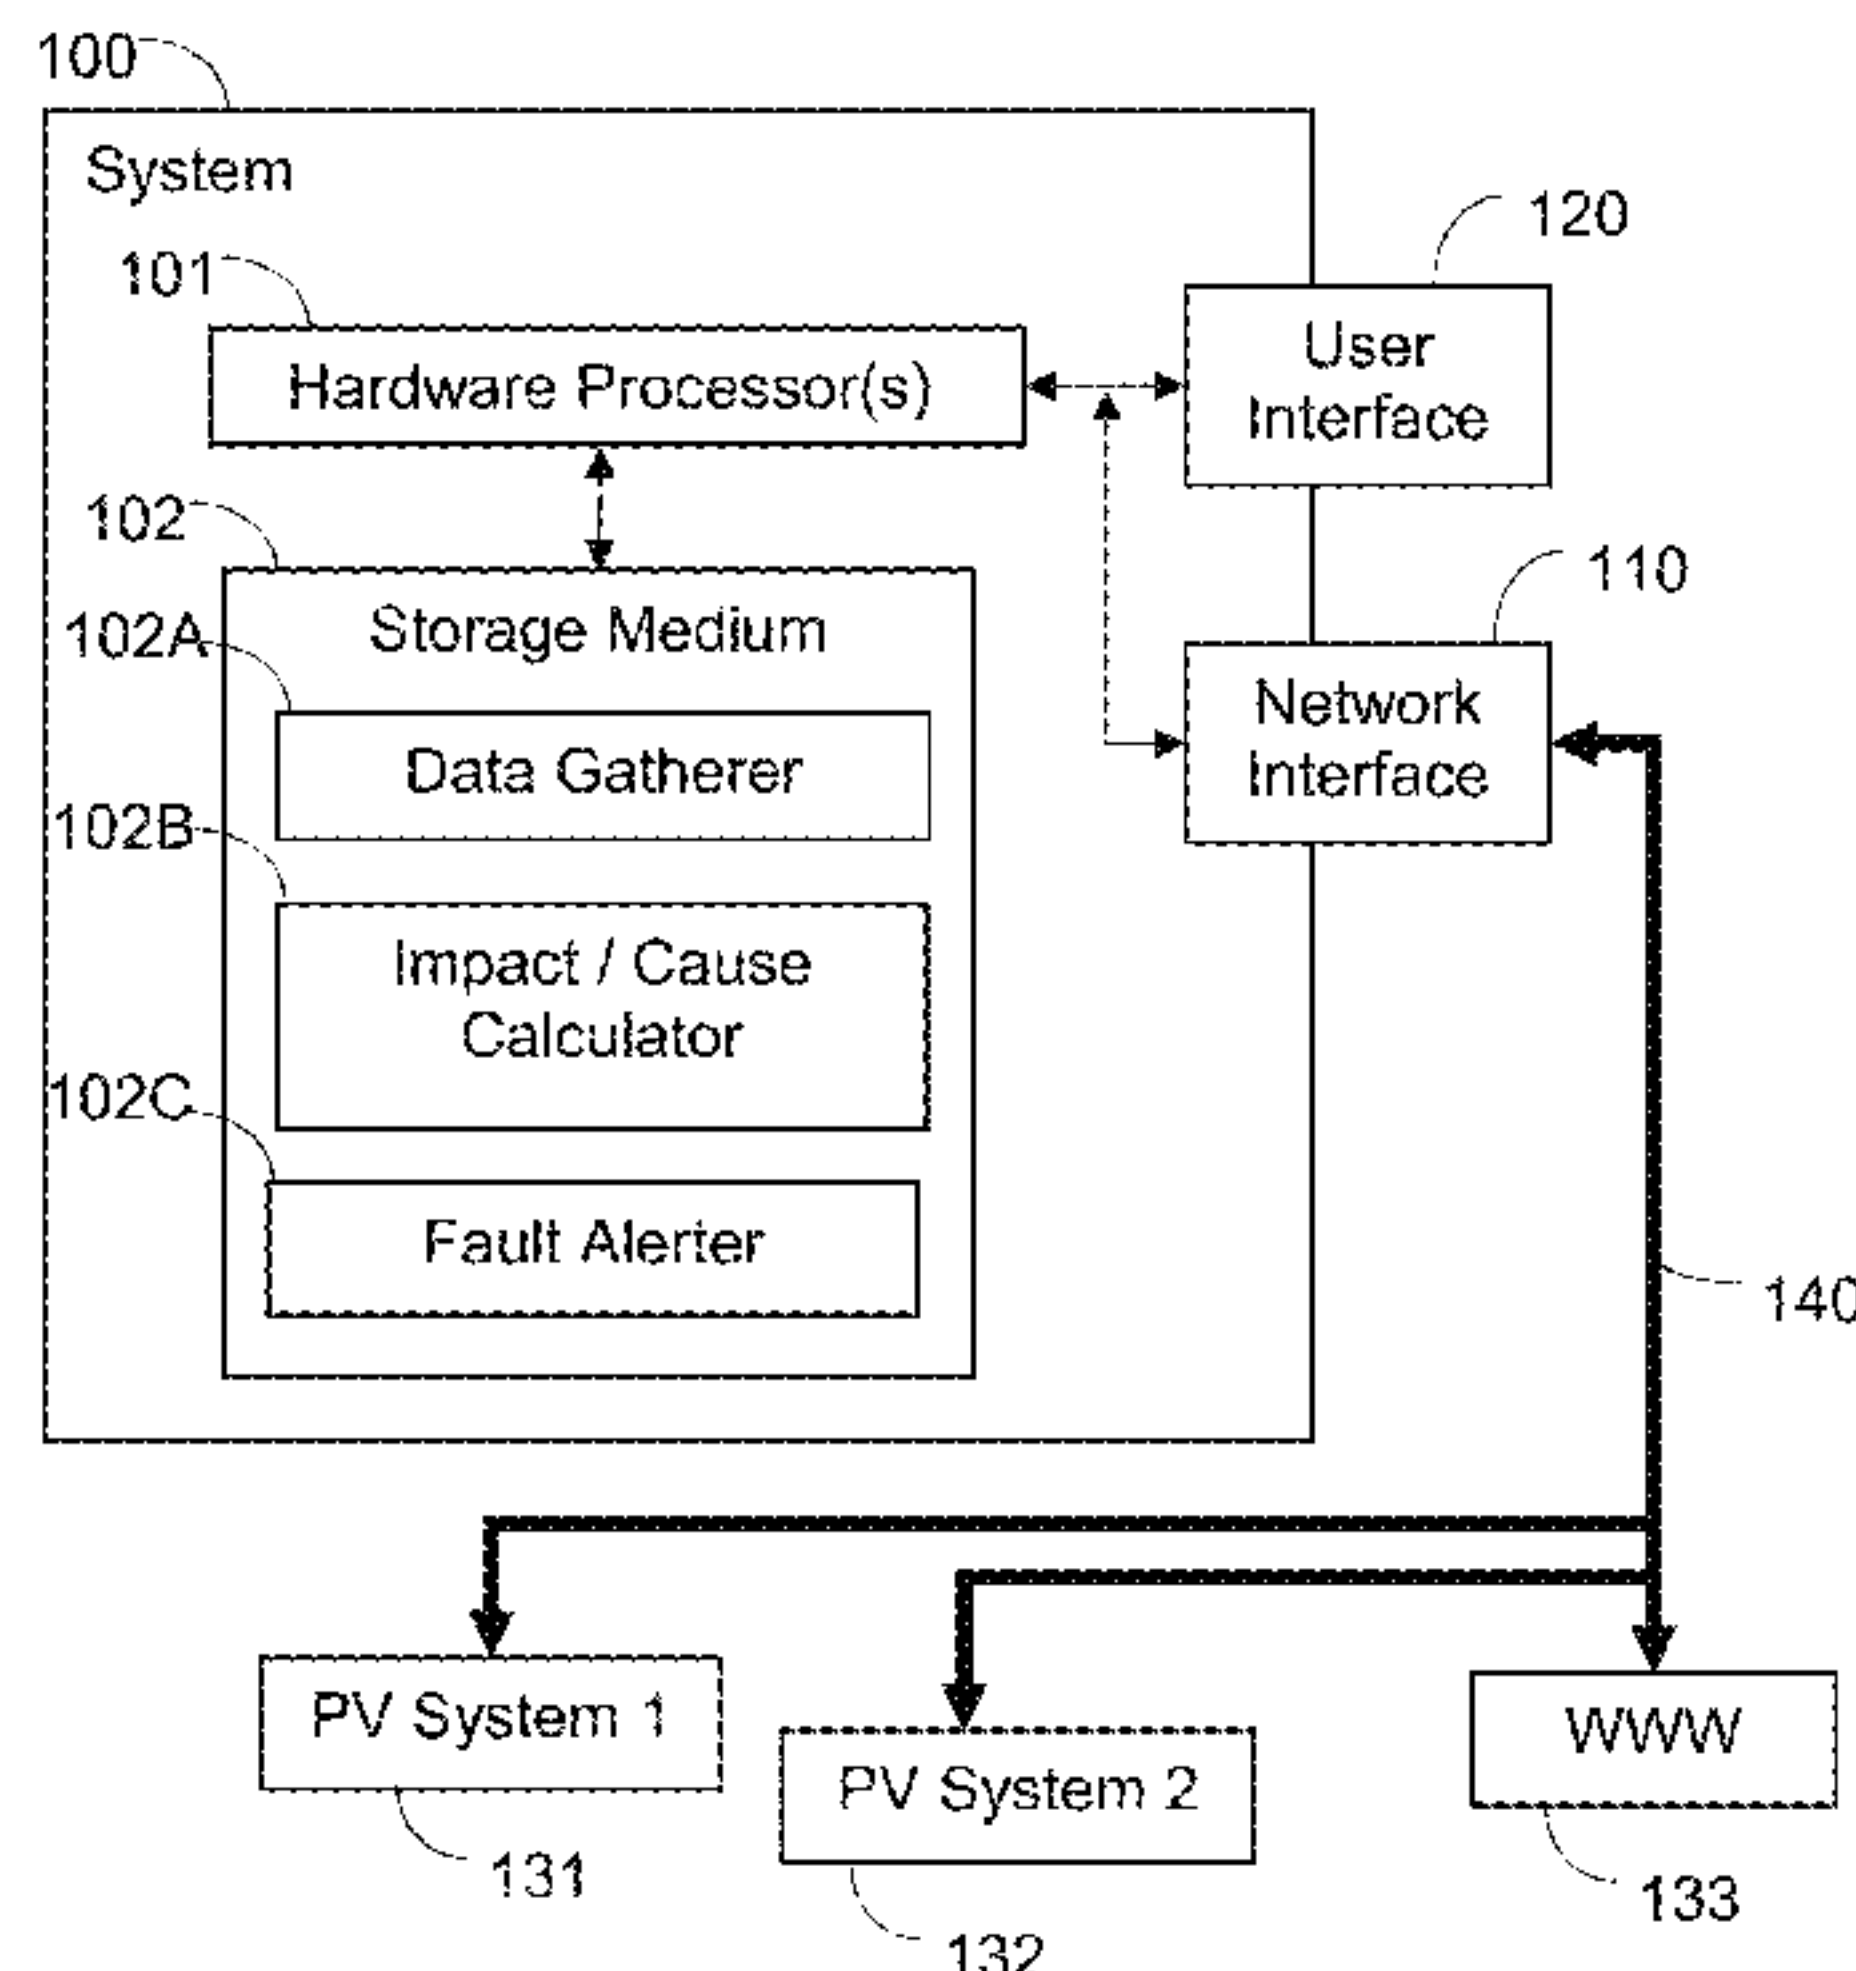 100
System
120
101
User
Interface
Hardware Processor(s)
102
110
102A
Storage Medium
Network
Interface
Data Gatherer
102B
Impact / Cause
Calculator
102C
Fault Alerter
140
PV System 1
WWW
PV System 2
131
133
132